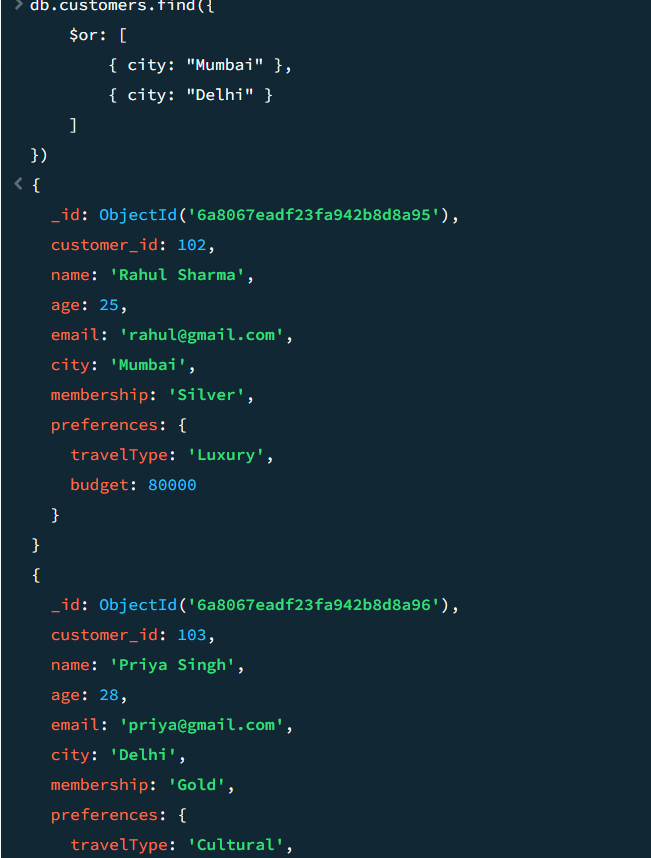 db.customers.find({
$or: [
{ city: "Mumbai" },
{ city: "Delhi" }
]
})
{
_id: ObjectId('6a8067eadf23fa942b8d8a95'),
customer_id: 102,
name: 'Rahul Sharma',
age: 25,
email: 'rahul@gmail.com',
city: 'Mumbai',
membership: 'Silver',
preferences: {
travelType: 'Luxury',
budget: 80000
}
}
{
_id: ObjectId('6a8067eadf23fa942b8d8a96'),
customer_id: 103,
name: 'Priya Singh',
age: 28,
email: 'priya@gmail.com',
city: 'Delhi',
membership: 'Gold',
preferences: {
travelType: 'Cultural',